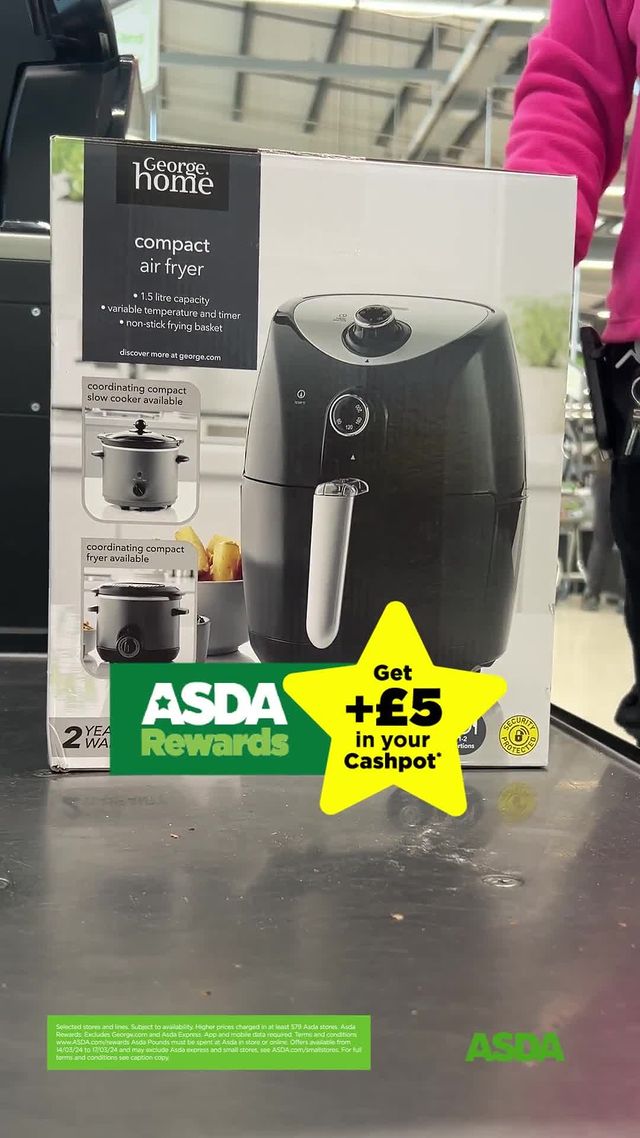 George.
home
compact
air fryer
• 1.5 litre capacity
• variable temperature and timer
• non-stick frying basket
discover more at george.com
coordinating compact
slow cooker available
coordinating compact
fryer available
2 YEA
WA
ASDA
Rewards
Get
+£5
in your
Cashpot*
1-2
rtions
SECURITY
PROTECTED
Selected stores and lines. Subject to availability. Higher prices charged in at least 579 Asda stores. Asda
Rewards: Excludes George.com and Asda Express. App and mobile data required. Terms and conditions
www.ASDA.com/rewards Asda Pounds must be spent at Asda in store or online. Offers available from
14/03/24 to 17/03/24 and may exclude Asda express and small stores, see ASDA.com/smallstores. For full
terms and conditions see caption copy.
ASDA